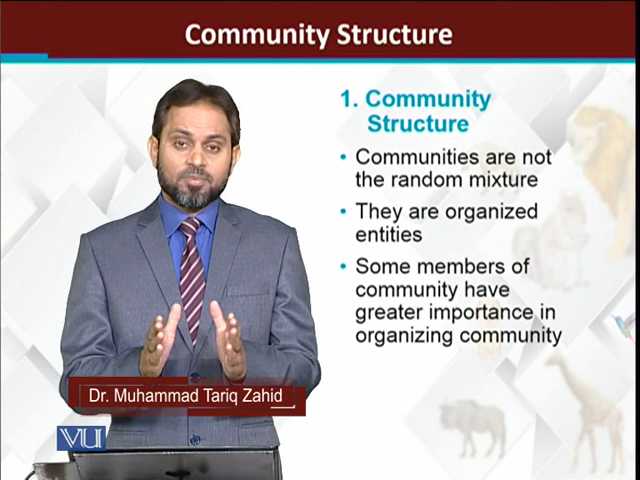 Community Structure
1. Community
Structure
• Communities are not
the random mixture
• They are organized
entities
• Some members of
community have
greater importance in
organizing community
Dr. Muhammad Tariq Zahid
VU